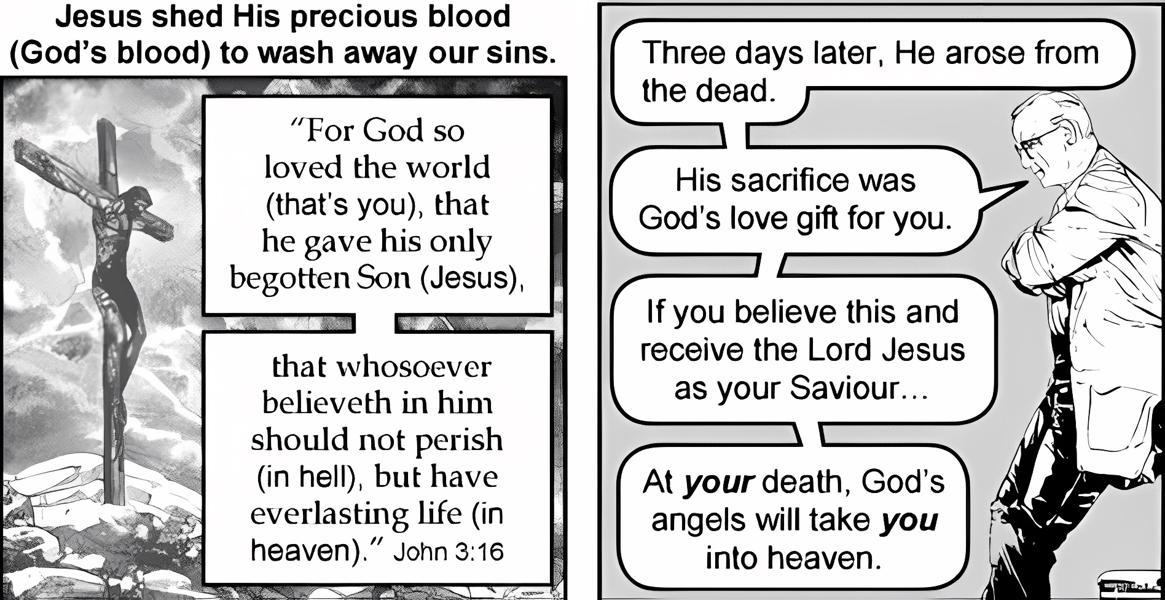 Jesus shed His precious blood
(God's blood) to wash away our sins.
“For God so
loved the world
(that's you), that
he gave his only
begotten Son (Jesus),
that whosoever
believeth in him
should not perish
(in hell), but have
everlasting life (in
heaven).” John 3:16
Three days later, He arose from
the dead.
His sacrifice was
God's love gift for you.
If you believe this and
receive the Lord Jesus
as your Saviour...
At your death, God's
angels will take you
into heaven.